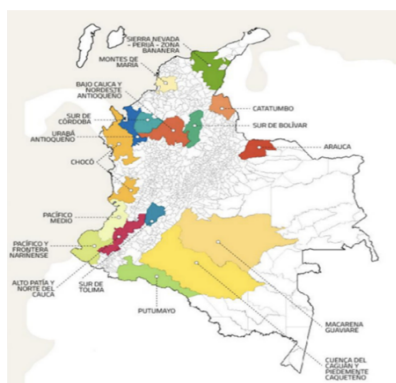 SIERRA NEVADA
- PERIJÁ - ZONA
BANANERA
MONTES DE
MARÍA
BAJO CAUCA Y
NORDESTE
ANTIOQUEÑO
CATATUMBO
SUR DE
CÓRDOBA
SUR DE BOLÍVAR
URABÁ
ANTIOQUEÑO
ARAUCA
CHOCÓ
PACÍFICO
MEDIO
PACÍFICO Y
FRONTERA
NARIÑENSE
ALTO PATÍA Y
NORTE DEL
CAUCA
SUR DE
TOLIMA
PUTUMAYO
MACARENA
GUAVIARE
CUENCA DEL
CAGUÁN Y
PIEDEMENTE
CAQUETEÑO